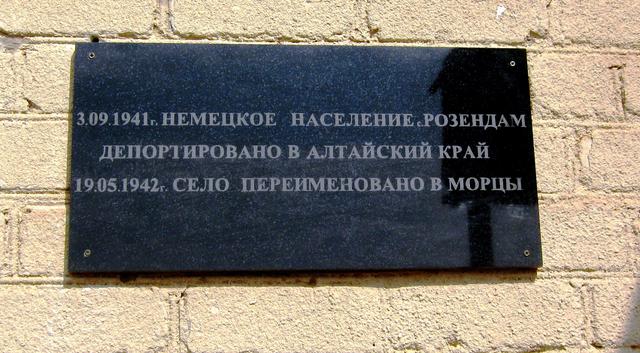 3.09.1941г. НЕМЕЦКОЕ НАСЕЛЕНИЕ с.РОЗЕНДАМ
ДЕПОРТИРОВАНО В АЛТАЙСКИЙ КРАЙ
19.05.1942г. СЕЛО ПЕРЕИМЕНОВАНО В МОРЦЫ